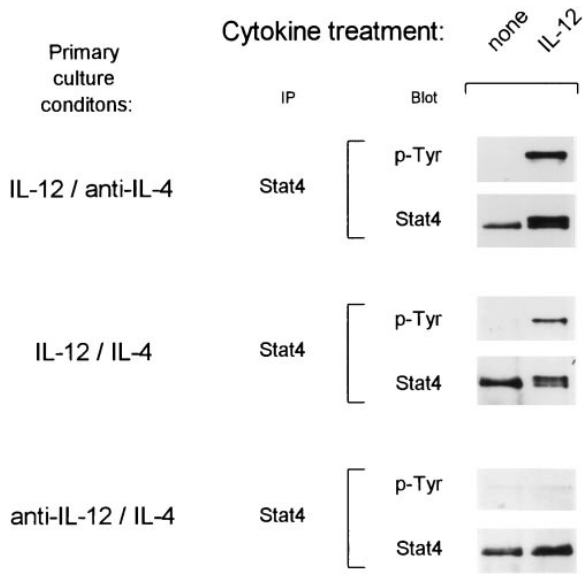 Cytokine treatment:
none
IL-12
Primary
culture
conditons:
IP
Blot
IL-12 / anti-IL-4
Stat4
p-Tyr
Stat4
IL-12 / IL-4
Stat4
p-Tyr
Stat4
anti-IL-12 / IL-4
Stat4
p-Tyr
Stat4